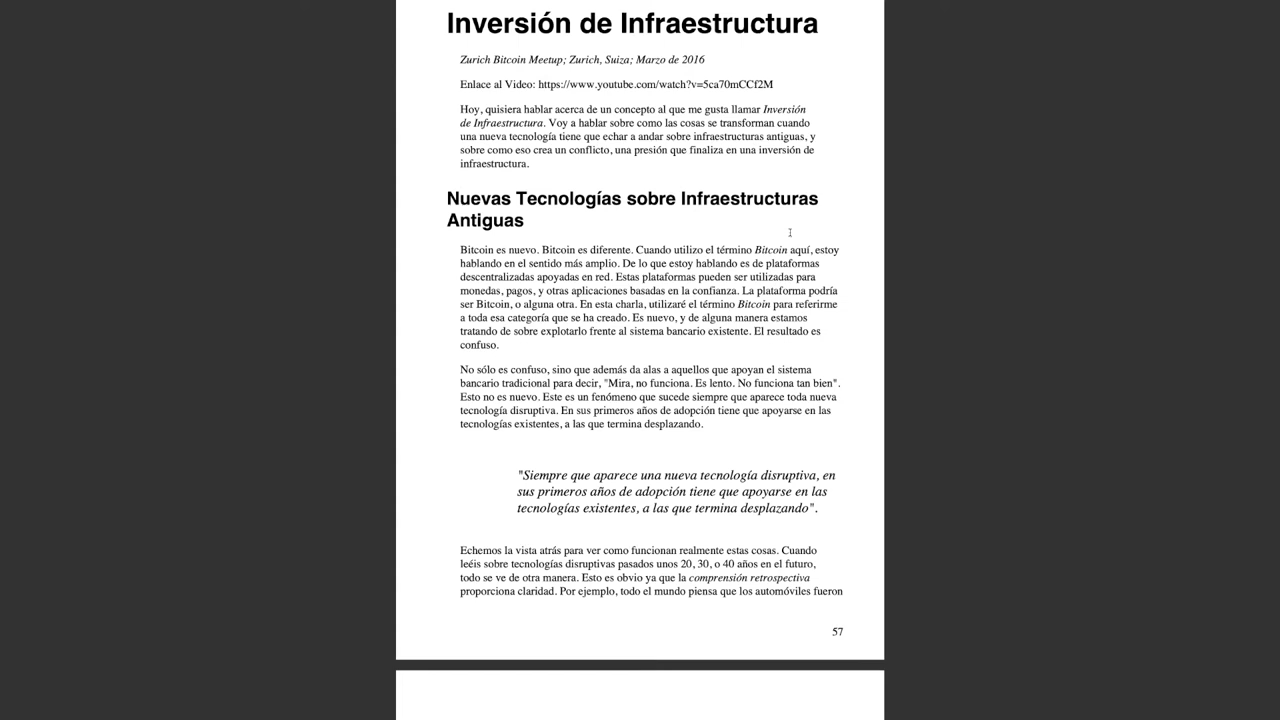 Inversión de Infraestructura
Zurich Bitcoin Meetup; Zurich, Suiza; Marzo de 2016
Enlace al Video: https://www.youtube.com/watch?v=5ca70mCCf2M
Hoy, quisiera hablar acerca de un concepto al que me gusta llamar Inversión
de Infraestructura. Voy a hablar sobre como las cosas se transforman cuando
una nueva tecnología tiene que echar a andar sobre infraestructuras antiguas, y
sobre como eso crea un conflicto, una presión que finaliza en una inversión de
infraestructura.
Nuevas Tecnologías sobre Infraestructuras
Antiguas
Bitcoin es nuevo. Bitcoin es diferente. Cuando utilizo el término Bitcoin aquí, estoy
hablando en el sentido más amplio. De lo que estoy hablando es de plataformas
descentralizadas apoyadas en red. Estas plataformas pueden ser utilizadas para
monedas, pagos, y otras aplicaciones basadas en la confianza. La plataforma podría
ser Bitcoin, o alguna otra. En esta charla, utilizaré el término Bitcoin para referirme
a toda esa categoría que se ha creado. Es nuevo, y de alguna manera estamos
tratando de sobre explotarlo frente al sistema bancario existente. El resultado es
confuso.
No sólo es confuso, sino que además da alas a aquellos que apoyan el sistema
bancario tradicional para decir, "Mira, no funciona. Es lento. No funciona tan bien".
Esto no es nuevo. Este es un fenómeno que sucede siempre que aparece toda nueva
tecnología disruptiva. En sus primeros años de adopción tiene que apoyarse en las
tecnologías existentes, a las que termina desplazando.
"Siempre que aparece una nueva tecnología disruptiva, en
sus primeros años de adopción tiene que apoyarse en las
tecnologías existentes, a las que termina desplazando".
Echemos la vista atrás para ver como funcionan realmente estas cosas. Cuando
leéis sobre tecnologías disruptivas pasados unos 20, 30, o 40 años en el futuro,
todo se ve de otra manera. Esto es obvio ya que la comprensión retrospectiva
proporciona claridad. Por ejemplo, todo el mundo piensa que los automóviles fueron
57